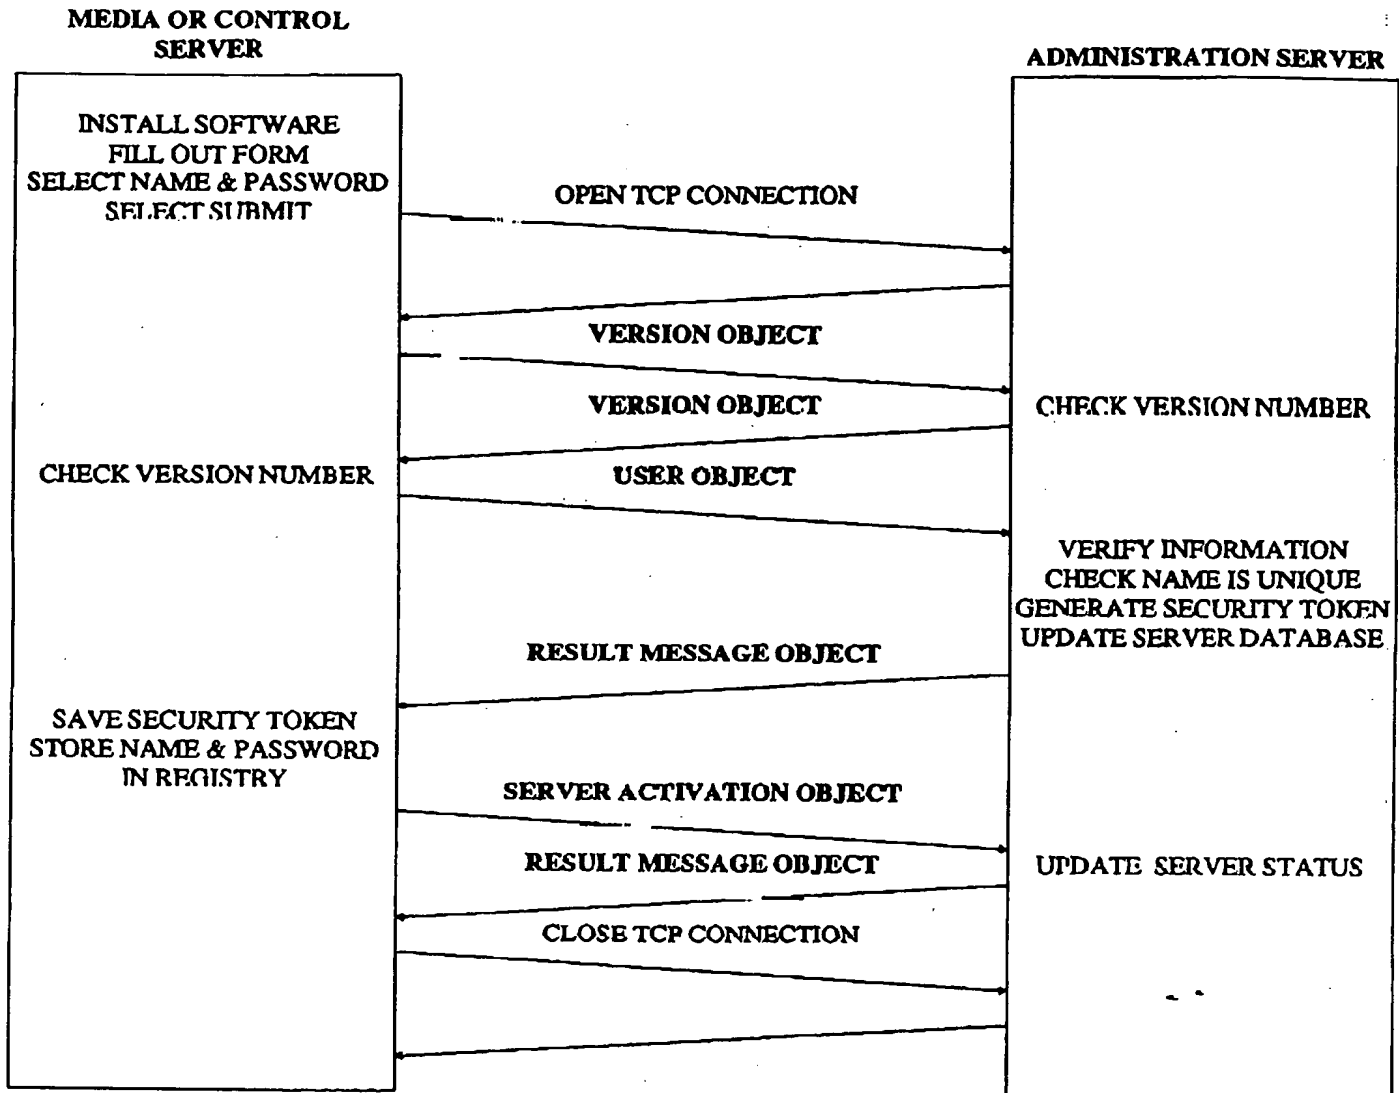 MEDIA OR CONTROL
SERVER
ADMINISTRATION SERVER
INSTALL SOFTWARE
FILL OUT FORM
SELECT NAME & PASSWORD
SELECT SUBMIT
OPEN TCP CONNECTION
VERSION OBJECT
VERSION OBJECT
CHECK VERSION NUMBER
CHECK VERSION NUMBER
USER OBJECT
VERIFY INFORMATION
CHECK NAME IS UNIQUE
GENERATE SECURITY TOKEN
UPDATE SERVER DATABASE
RESULT MESSAGE OBJECT
SAVE SECURITY TOKEN
STORE NAME & PASSWORD
IN REGISTRY
SERVER ACTIVATION OBJECT
RESULT MESSAGE OBJECT
UPDATE SERVER STATUS
CLOSE TCP CONNECTION